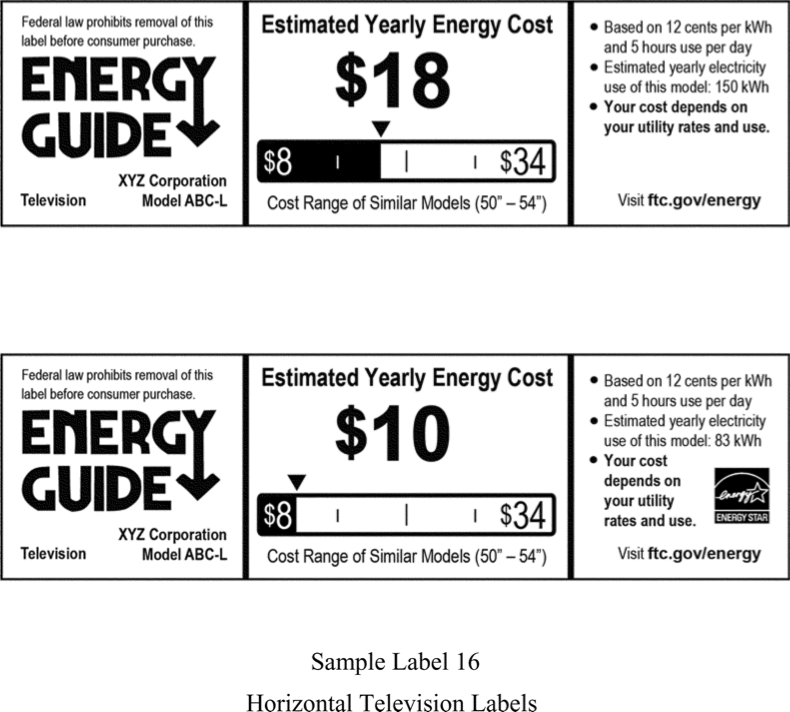 Federal law prohibits removal of this
label before consumer purchase.
ENERGY
GUIDE
XYZ Corporation
Television Model ABC-L
Estimated Yearly Energy Cost
$18
$8 $34
Cost Range of Similar Models (50” – 54”)
• Based on 12 cents per kWh
and 5 hours use per day
• Estimated yearly electricity
use of this model: 150 kWh
• Your cost depends on
your utility rates and use.
Visit ftc.gov/energy
Federal law prohibits removal of this
label before consumer purchase.
ENERGY
GUIDE
XYZ Corporation
Television Model ABC-L
Estimated Yearly Energy Cost
$10
$8 $34
Cost Range of Similar Models (50” – 54”)
• Based on 12 cents per kWh
and 5 hours use per day
• Estimated yearly electricity
use of this model: 83 kWh
• Your cost
depends on
your utility
rates and use.
energy
ENERGY STAR
Visit ftc.gov/energy
Sample Label 16
Horizontal Television Labels